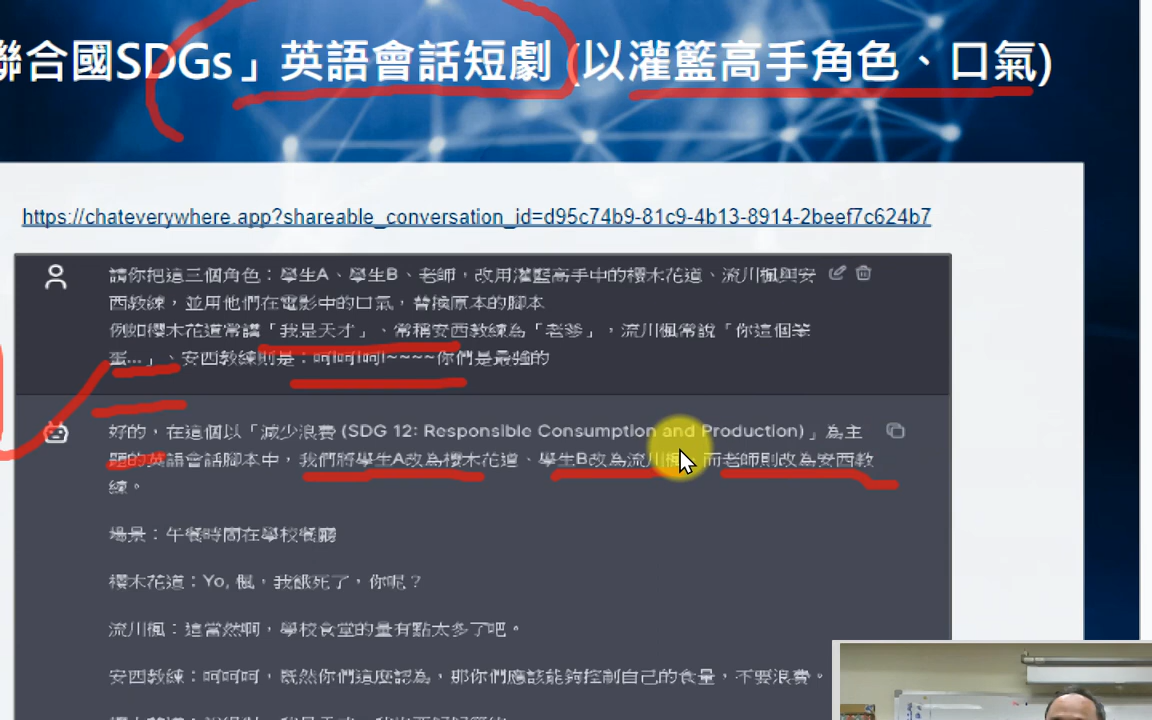 聯合國SDGs」英語會話短劇 (以灌籃高手角色、口氣)
https://chateverywhere.app?shareable_conversation_id=d95c74b9-81c9-4b13-8914-2beef7c624b7
請你把這三個角色：學生A、學生B、老師，改用灌籃高手中的櫻木花道、流川楓與安
西教練，並用他們在電影中的口氣，替換原本的腳本
例如櫻木花道常講「我是天才」、常稱安西教練為「老爹」，流川楓常說「你這個笨
蛋...」、安西教練則是：呵呵呵!~~~~你們是最強的
好的，在這個以「減少浪費 (SDG 12: Responsible Consumption and Production)」為主
題的英語會話腳本中，我們將學生A改為櫻木花道、學生B改為流川楓，而老師則改為安西教
練。
場景：午餐時間在學校餐廳
櫻木花道：Yo, 楓，我餓死了，你呢？
流川楓：這當然啊，學校食堂的量有點太多了吧。
安西教練：呵呵呵，既然你們這麼認為，那你們應該能夠控制自己的食量，不要浪費。